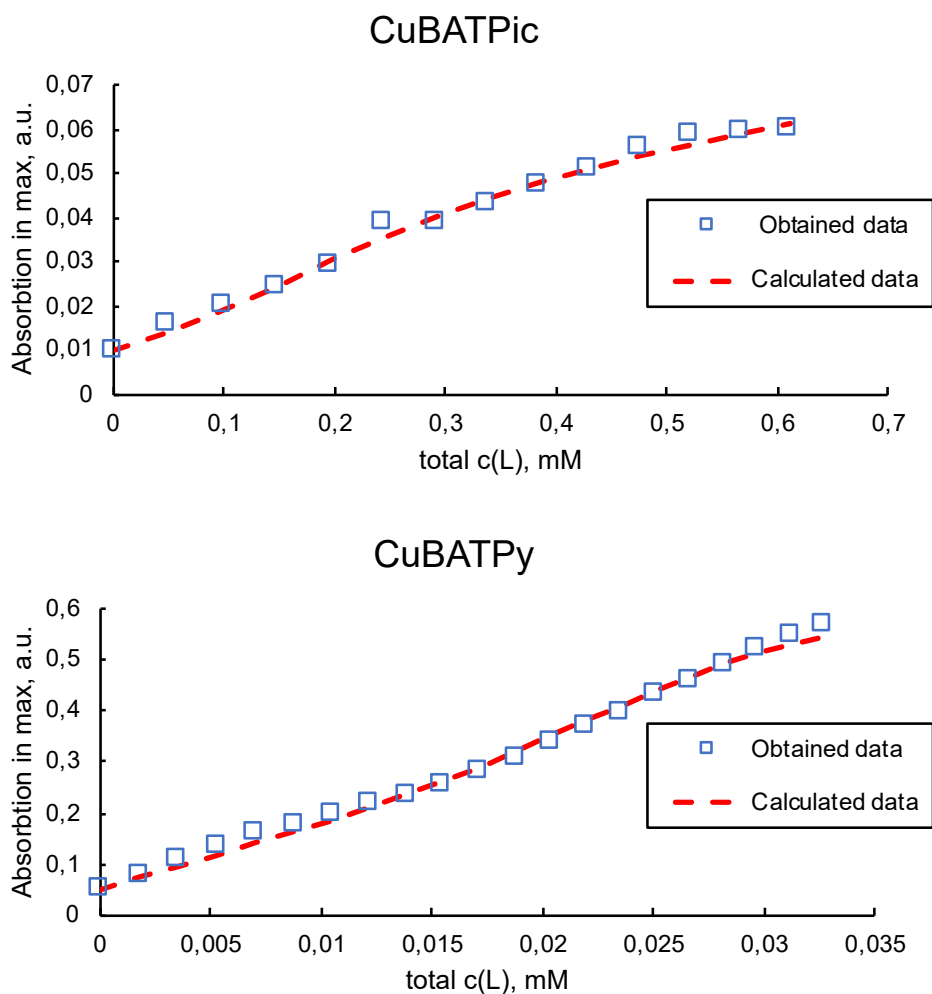 CuBATPic
Absorbtion in max, a.u.
0,07
0,06
0,05
0,04
0,03
0,02
0,01
0
0 0,1 0,2 0,3 0,4 0,5 0,6 0,7
total c(L), mM
Obtained data
Calculated data
CuBATPy
Absorbtion in max, a.u.
0,6
0,5
0,4
0,3
0,2
0,1
0
0 0,005 0,01 0,015 0,02 0,025 0,03 0,035
total c(L), mM
Obtained data
Calculated data